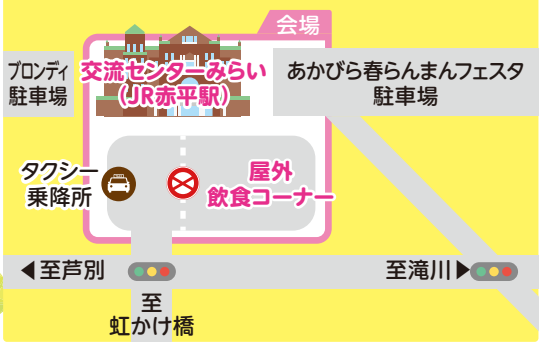 会場
ブロンディ
駐車場
交流センターみらい
(JR赤平駅)
あかびら春らんまんフェスタ
駐車場
タクシー
乗降所
屋外
飲食コーナー
◀至芦別
至滝川▶
至
虹かけ橋